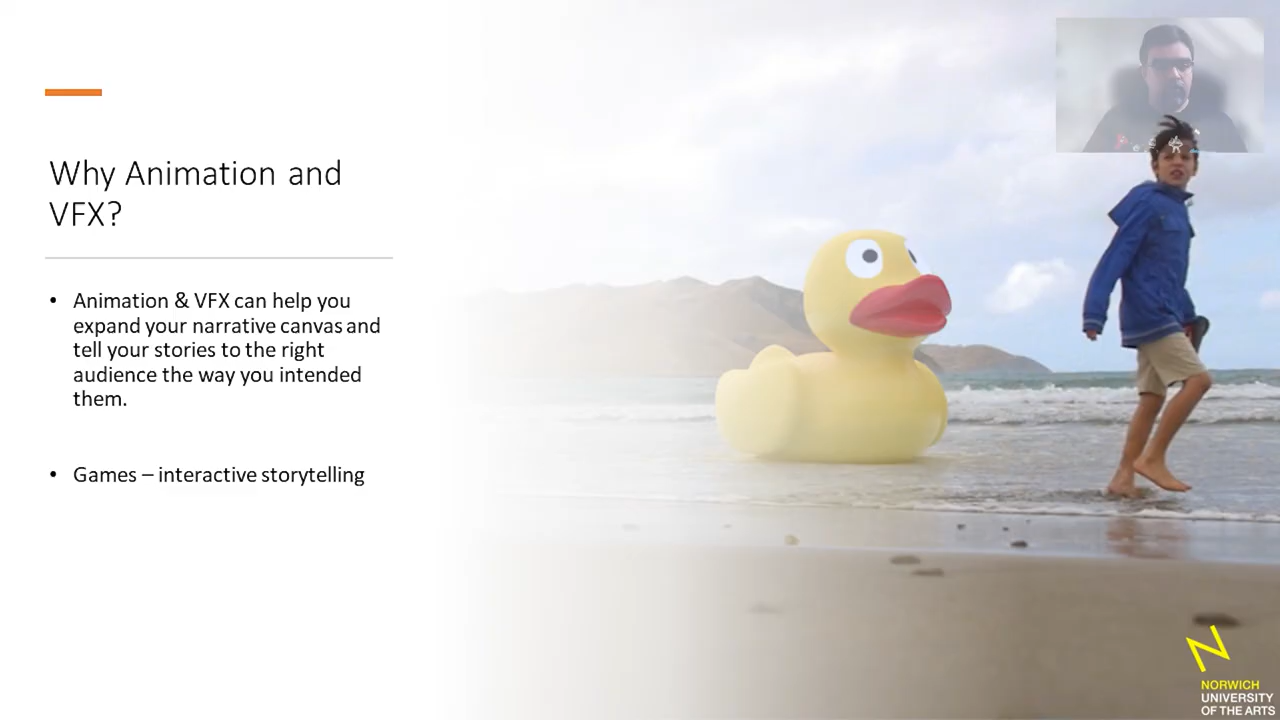 Why Animation and
VFX?
• Animation & VFX can help you
expand your narrative canvas and
tell your stories to the right
audience the way you intended
them.
• Games – interactive storytelling
NORWICH
UNIVERSITY
OF THE ARTS